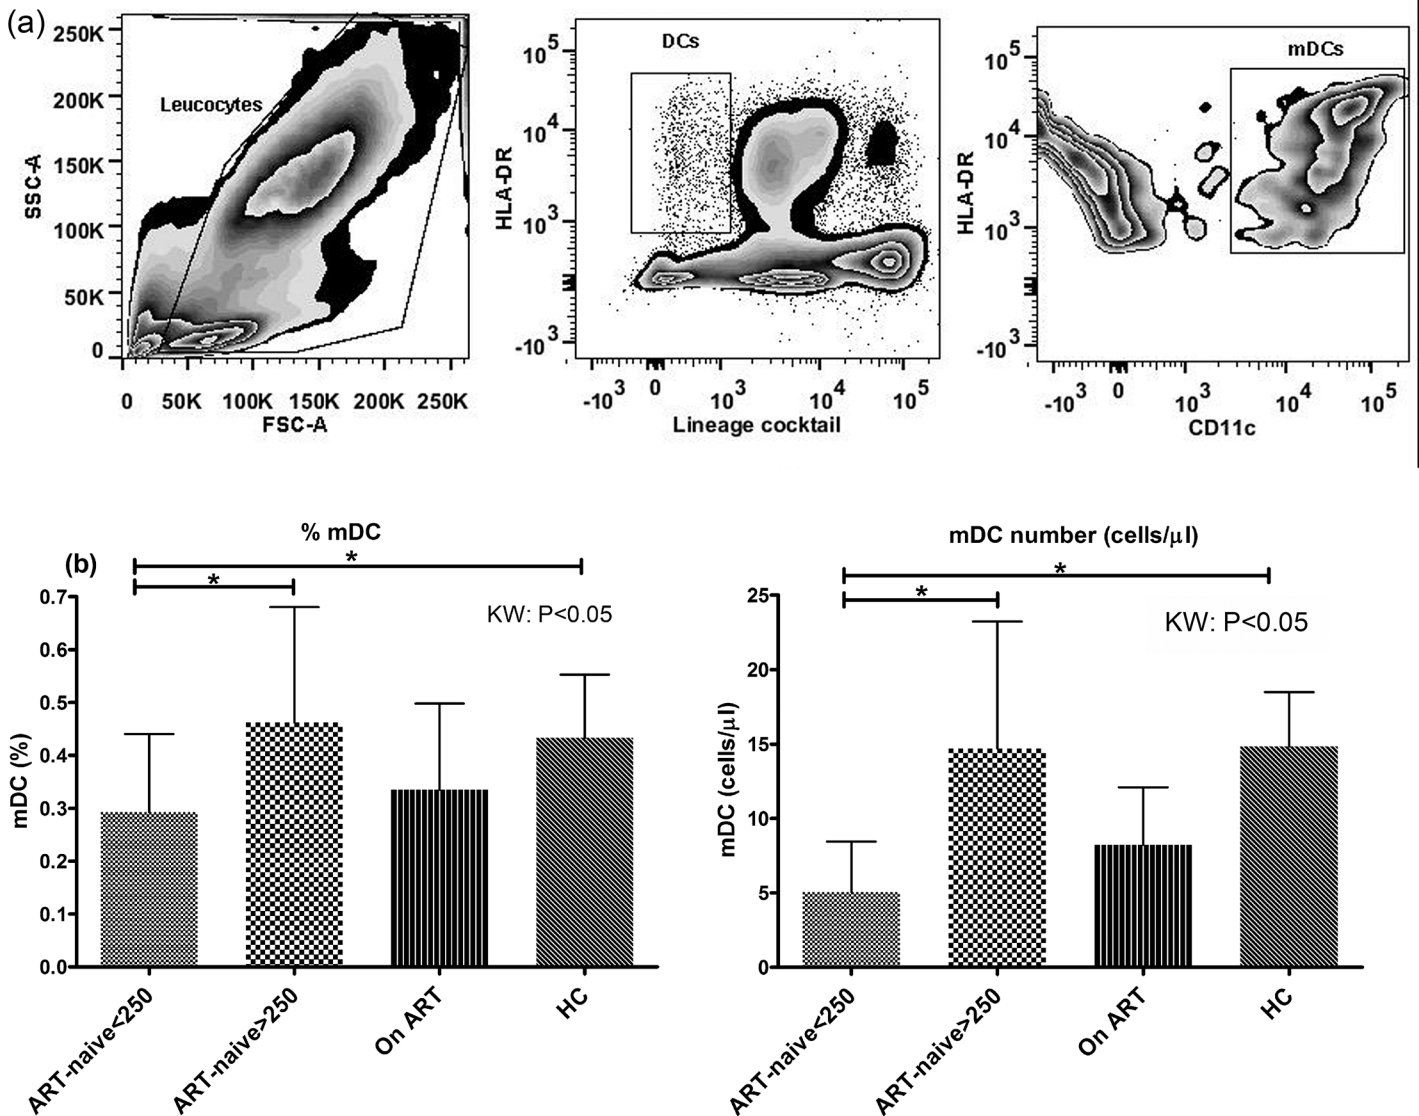 (a)
250K
200K
150K
100K
50K
0
SSC-A
Leucocytes
0 50K 100K 150K 200K 250K
FSC-A
DCs
10^5
10^4
10^3
-10^3
HLA-DR
-10^3 0 10^3 10^4 10^5
Lineage cocktail
mDCs
10^5
10^4
10^3
-10^3
HLA-DR
-10^3 0 10^3 10^4 10^5
CD11c
(b)
% mDC
*
*
KW: P<0.05
0.7
0.6
0.5
0.4
0.3
0.2
0.1
0.0
mDC (%)
ART-naive<250
ART-naive>250
On ART
HC
mDC number (cells/μl)
*
*
KW: P<0.05
25
20
15
10
5
0
mDC (cells/μl)
ART-naive<250
ART-naive>250
On ART
HC